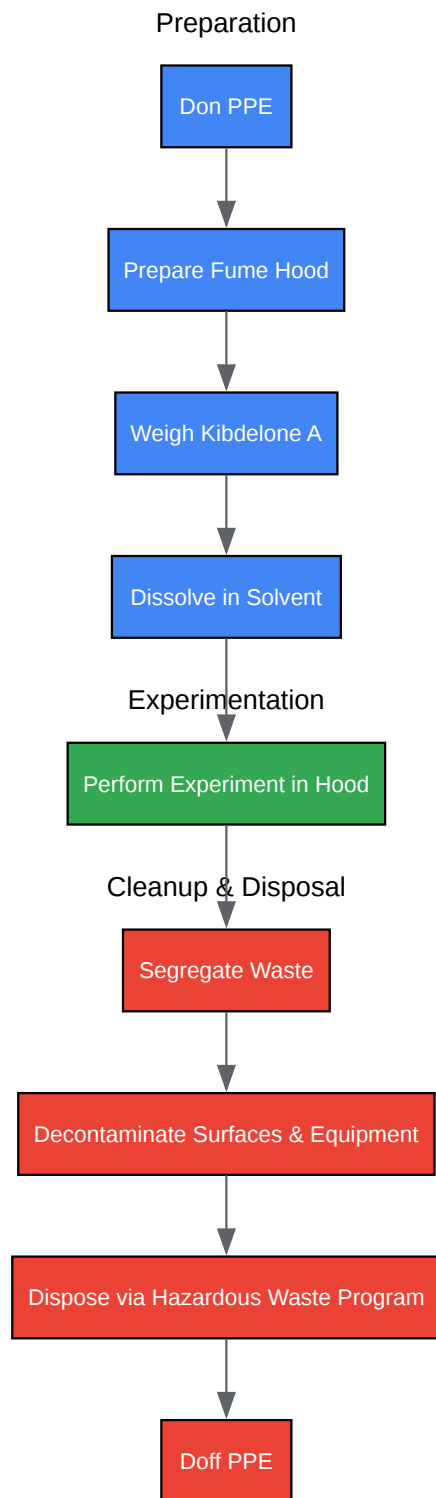 Preparation
Don PPE
Prepare Fume Hood
Weigh Kibdelone A
Dissolve in Solvent
Experimentation
Perform Experiment in Hood
Cleanup & Disposal
Segregate Waste
Decontaminate Surfaces & Equipment
Dispose via Hazardous Waste Program
Doff PPE